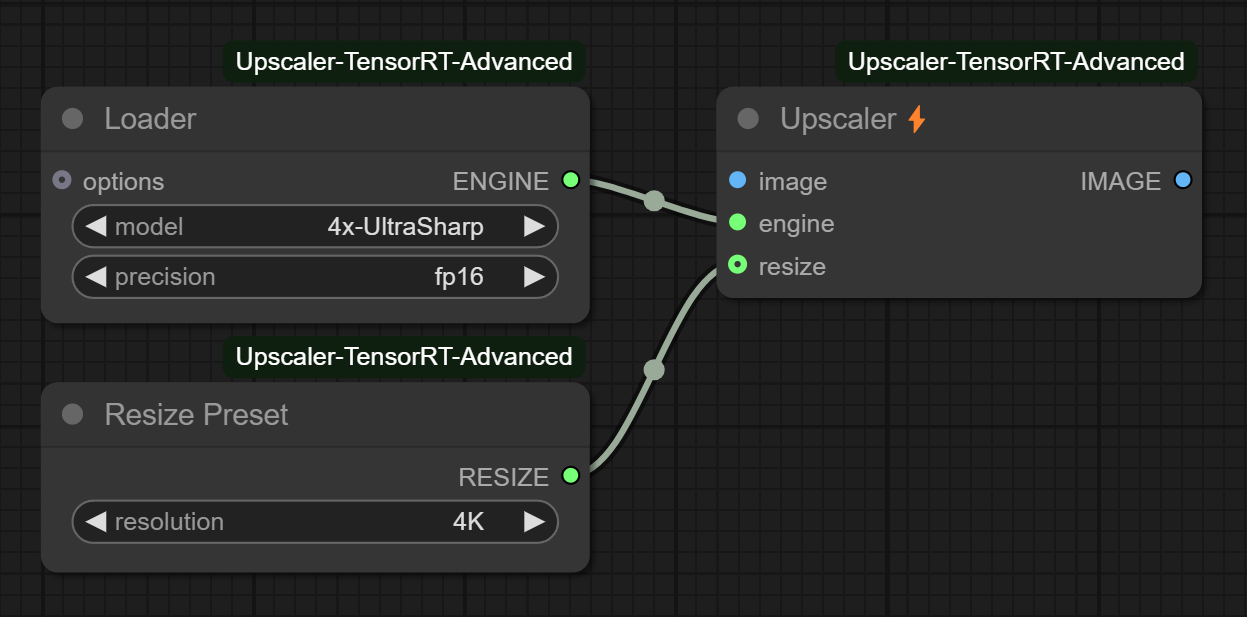 Upscaler-TensorRT-Advanced
Loader
options ENGINE
model 4x-UltraSharp
precision fp16
Upscaler-TensorRT-Advanced
Resize Preset
RESIZE
resolution 4K
Upscaler-TensorRT-Advanced
Upscaler
image IMAGE
engine
resize